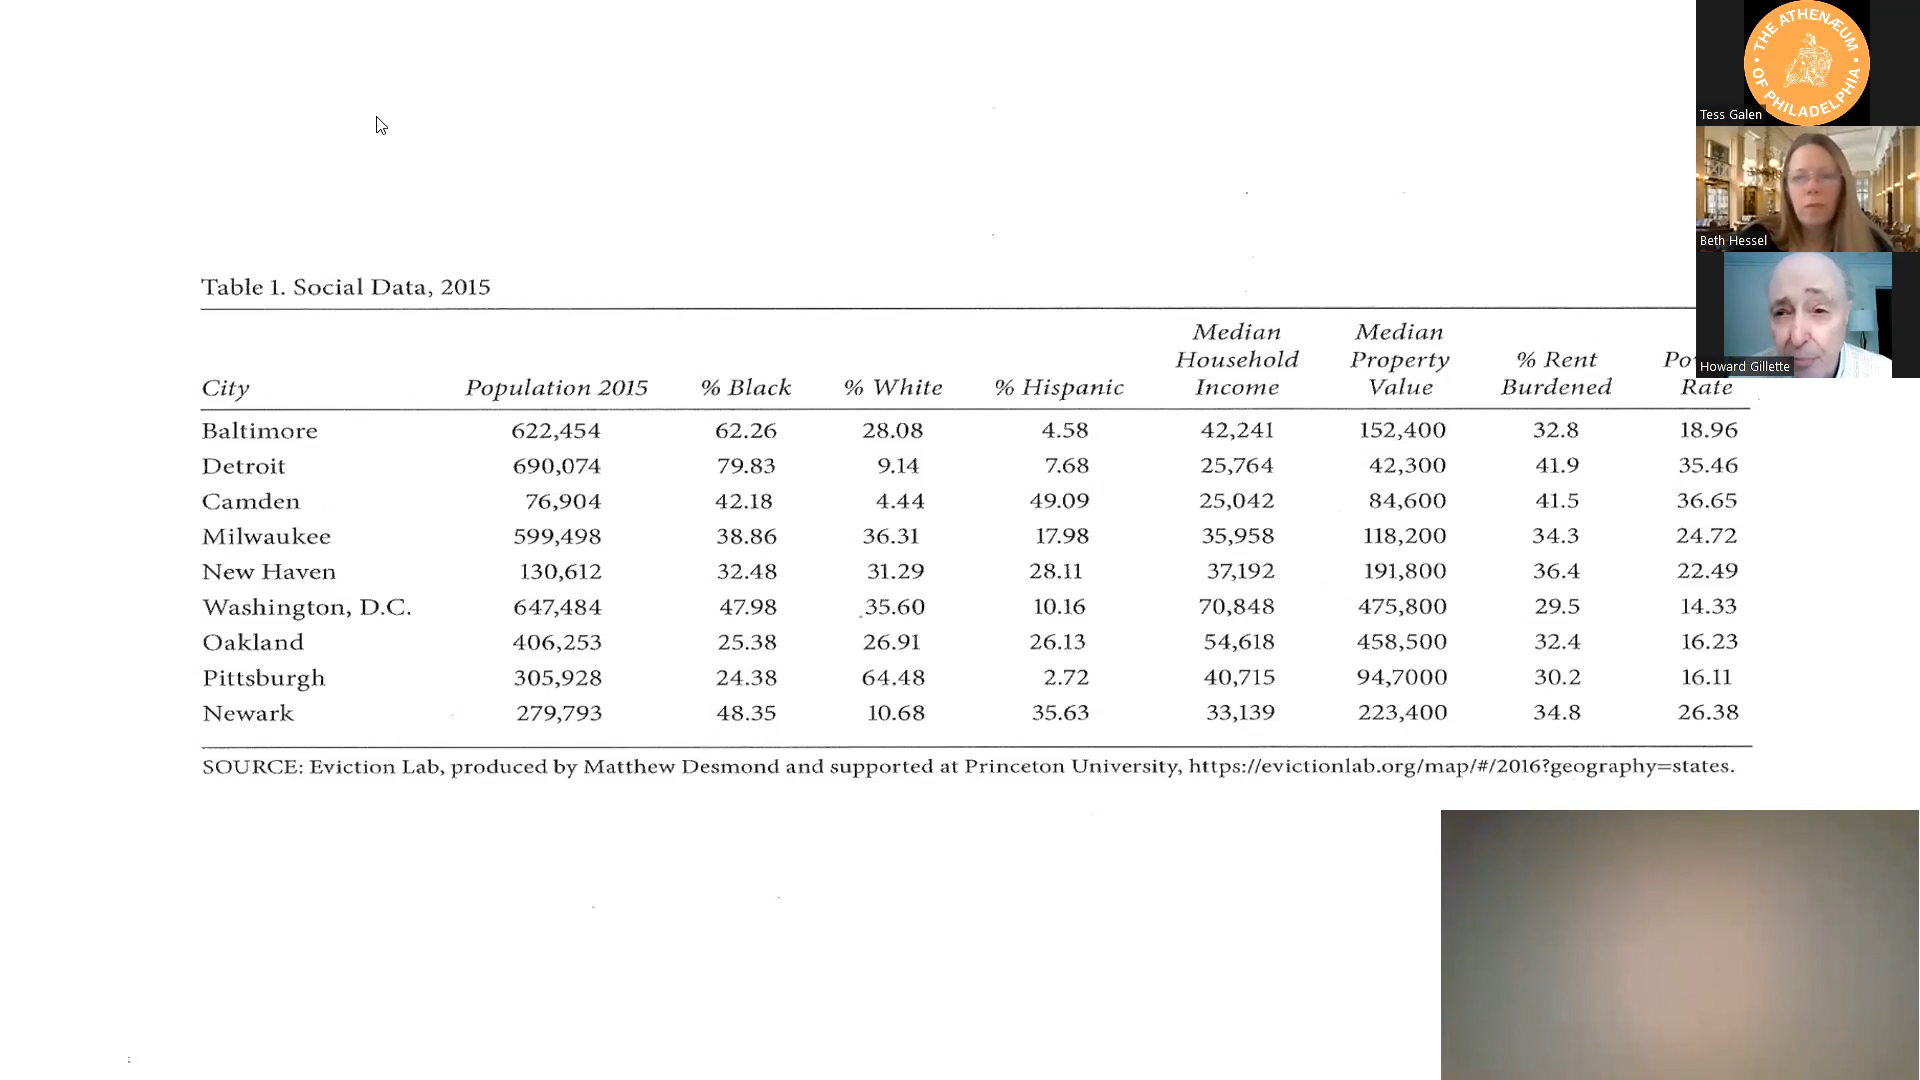 THE ATHENÆUM
OF PHILADELPHIA
Tess Galen
Beth Hessel
Howard Gillette
Table 1. Social Data, 2015
City Population 2015 % Black % White % Hispanic Median Household Income Median Property Value % Rent Burdened Rate
Baltimore 622,454 62.26 28.08 4.58 42,241 152,400 32.8 18.96
Detroit 690,074 79.83 9.14 7.68 25,764 42,300 41.9 35.46
Camden 76,904 42.18 4.44 49.09 25,042 84,600 41.5 36.65
Milwaukee 599,498 38.86 36.31 17.98 35,958 118,200 34.3 24.72
New Haven 130,612 32.48 31.29 28.11 37,192 191,800 36.4 22.49
Washington, D.C. 647,484 47.98 35.60 10.16 70,848 475,800 29.5 14.33
Oakland 406,253 25.38 26.91 26.13 54,618 458,500 32.4 16.23
Pittsburgh 305,928 24.38 64.48 2.72 40,715 94,7000 30.2 16.11
Newark 279,793 48.35 10.68 35.63 33,139 223,400 34.8 26.38
SOURCE: Eviction Lab, produced by Matthew Desmond and supported at Princeton University, https://evictionlab.org/map/#/2016?geography=states.